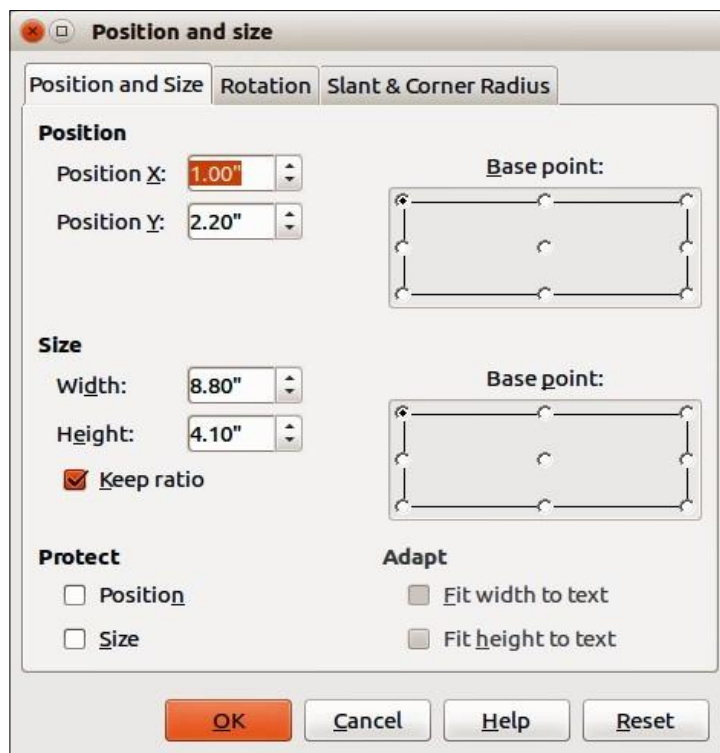 Position and size
Position and Size Rotation Slant & Corner Radius
Position
Position X: 1.00"
Base point:
Position Y: 2.20"
Size
Width: 8.80"
Base point:
Height: 4.10"
Keep ratio
Protect
Adapt
Position
Fit width to text
Size
Fit height to text
OK Cancel Help Reset